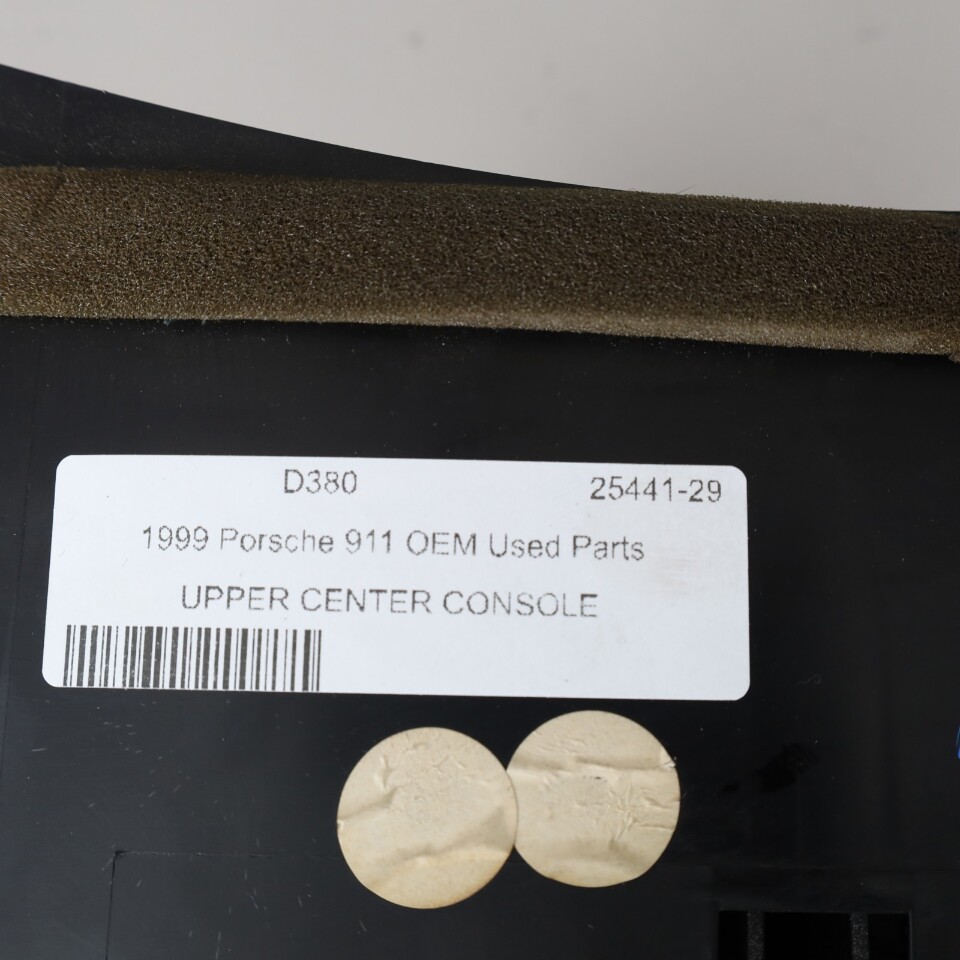 D380 25441-29
1999 Porsche 911 OEM Used Parts
UPPER CENTER CONSOLE